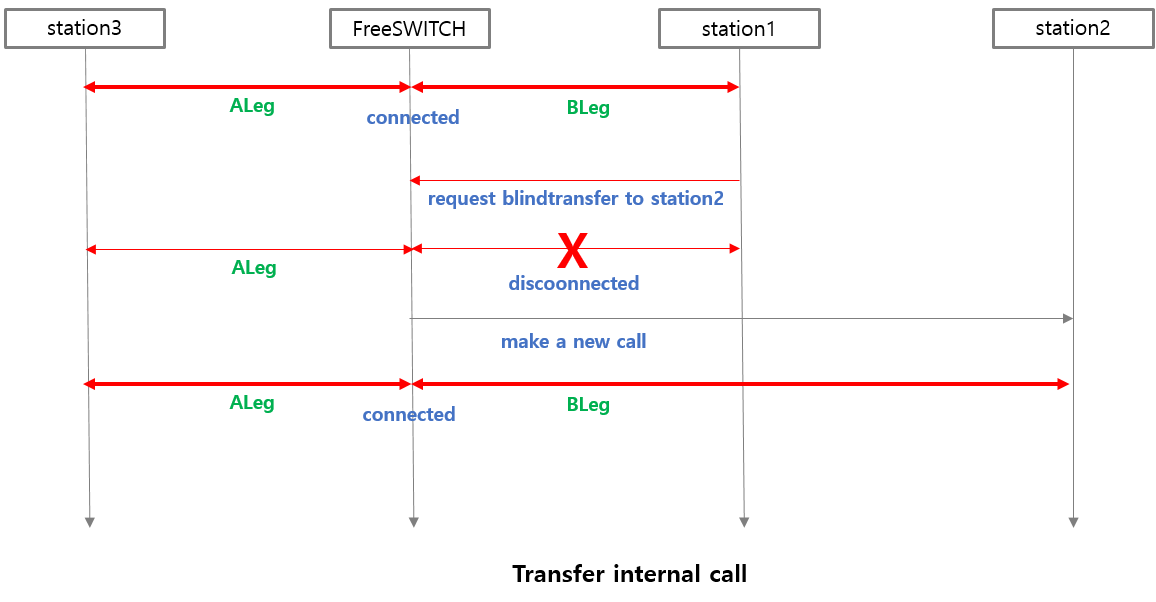 station3
FreeSWITCH
station1
station2
ALeg
BLeg
connected
request blindtransfer to station2
X
ALeg
discoonnected
make a new call
ALeg
BLeg
connected
Transfer internal call